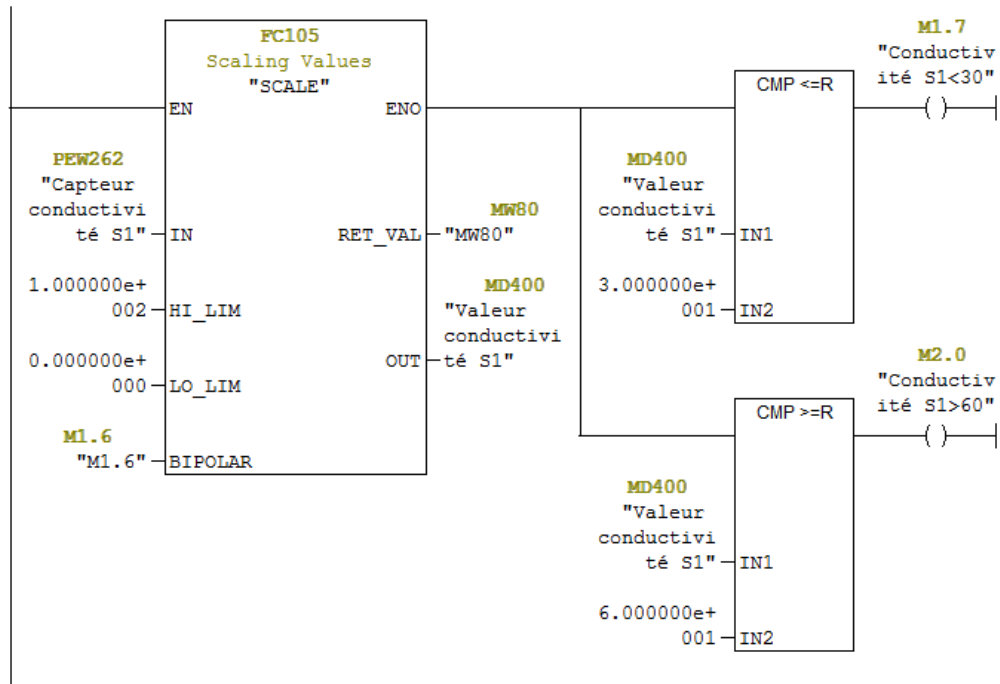 FC105
Scaling Values
"SCALE"
EN
ENO
PEW262
"Capteur
conductivi
té S1"
IN
1.000000e+
002
HI_LIM
0.000000e+
000
LO_LIM
M1.6
"M1.6"
BIPOLAR
RET_VAL
MW80
"MW80"
OUT
MD400
"Valeur
conductivi
té S1"
CMP <=R
M1.7
"Conductiv
ité S1<30"
MD400
"Valeur
conductivi
té S1"
IN1
3.000000e+
001
IN2
CMP >=R
M2.0
"Conductiv
ité S1>60"
MD400
"Valeur
conductivi
té S1"
IN1
6.000000e+
001
IN2